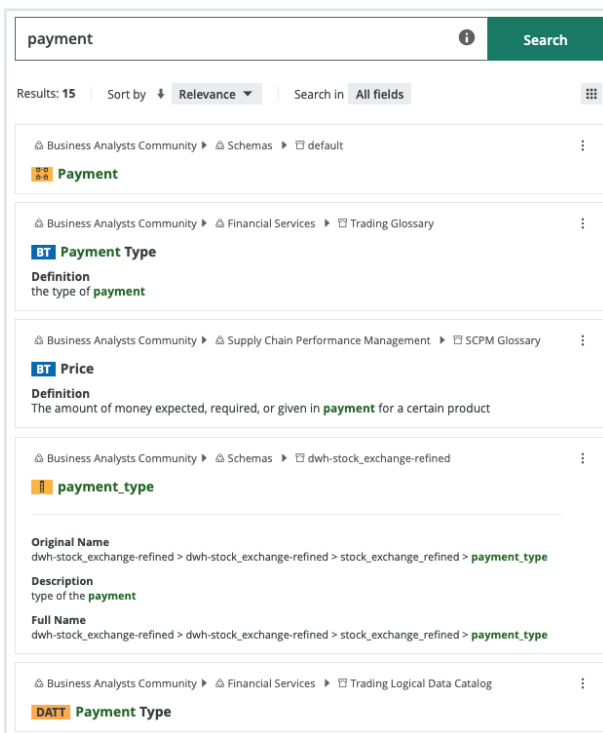 payment
Search
Results: 15 Sort by Relevance Search in All fields
Business Analysts Community Schemas default
Payment
Business Analysts Community Financial Services Trading Glossary
BT Payment Type
Definition
the type of payment
Business Analysts Community Supply Chain Performance Management SCPM Glossary
BT Price
Definition
The amount of money expected, required, or given in payment for a certain product
Business Analysts Community Schemas dwh-stock_exchange-refined
payment_type
Original Name
dwh-stock_exchange-refined > dwh-stock_exchange-refined > stock_exchange_refined > payment_type
Description
type of the payment
Full Name
dwh-stock_exchange-refined > dwh-stock_exchange-refined > stock_exchange_refined > payment_type
Business Analysts Community Financial Services Trading Logical Data Catalog
DATT Payment Type